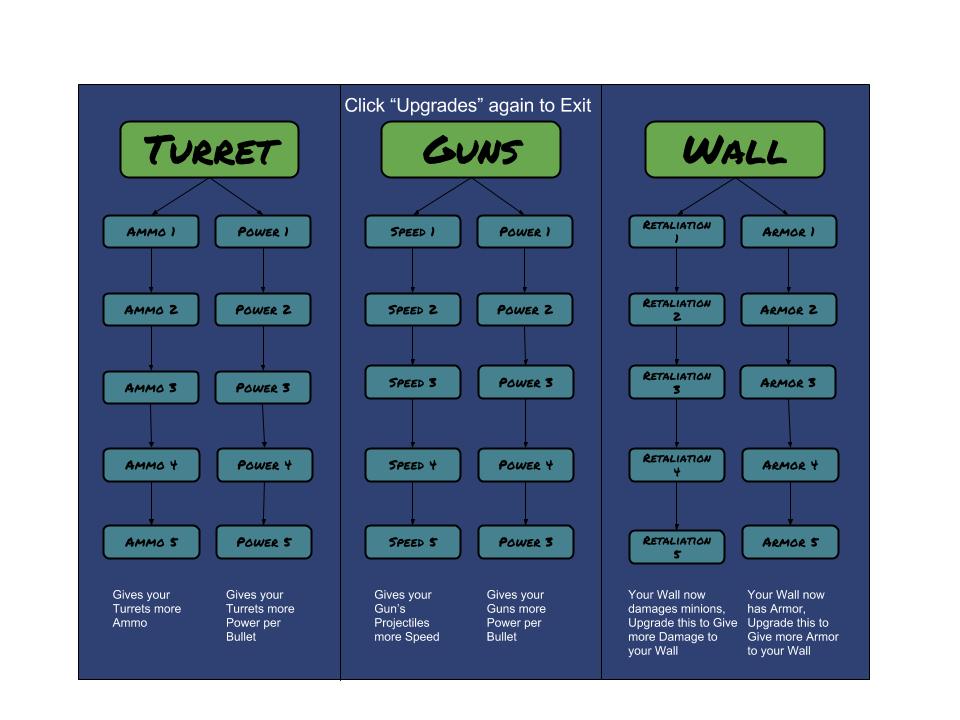 Click “Upgrades” again to Exit
Turret
Guns
Wall
Ammo 1
Power 1
Speed 1
Power 1
Retaliation
1
Armor 1
Ammo 2
Power 2
Speed 2
Power 2
Retaliation
2
Armor 2
Ammo 3
Power 3
Speed 3
Power 3
Retaliation
3
Armor 3
Ammo 4
Power 4
Speed 4
Power 4
Retaliation
4
Armor 4
Ammo 5
Power 5
Speed 5
Power 3
Retaliation
5
Armor 5
Gives your
Turrets more
Ammo
Gives your
Turrets more
Power per
Bullet
Gives your
Gun’s
Projectiles
more Speed
Gives your
Guns more
Power per
Bullet
Your Wall now
damages minions,
Upgrade this to Give
more Damage to
your Wall
Your Wall now
has Armor,
Upgrade this to
Give more Armor
to your Wall